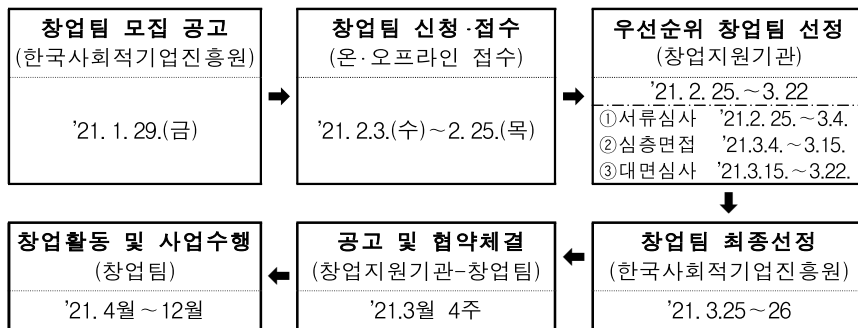 창업팀 모집 공고
(한국사회적기업진흥원)
'21. 1. 29.(금)
창업팀 신청·접수
(온·오프라인 접수)
'21. 2.3.(수)~2. 25.(목)
우선순위 창업팀 선정
(창업지원기관)
'21. 2. 25.~3. 22
①서류심사 '21.2. 25.~3.4.
②심층면접 '21.3.4.~3.15.
③대면심사 '21.3.15.~3.22.
창업팀 최종선정
(한국사회적기업진흥원)
'21. 3.25~26
공고 및 협약체결
(창업지원기관-창업팀)
'21.3월 4주
창업활동 및 사업수행
(창업팀)
'21. 4월~12월